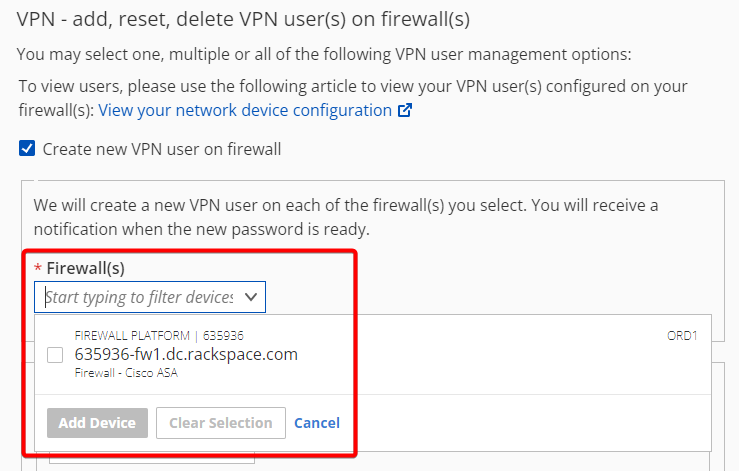 VPN - add, reset, delete VPN user(s) on firewall(s)
You may select one, multiple or all of the following VPN user management options:
To view users, please use the following article to view your VPN user(s) configured on your
firewall(s): View your network device configuration
Create new VPN user on firewall
We will create a new VPN user on each of the firewall(s) you select. You will receive a
notification when the new password is ready.
* Firewall(s)
Start typing to filter devices
FIREWALL PLATFORM | 635936 ORD1
635936-fw1.dc.rackspace.com
Firewall - Cisco ASA
Add Device Clear Selection Cancel